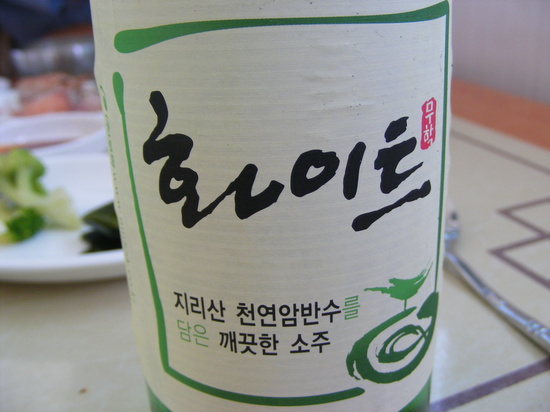 화이트
무학
지리산 천연암반수를
담은 깨끗한 소주